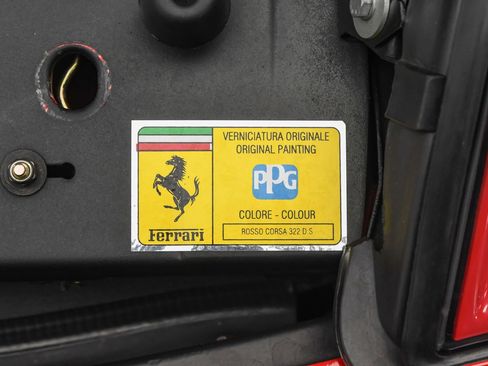 VERNICIATURA ORIGINALE
ORIGINAL PAINTING
PPG
COLORE - COLOUR
ROSSO CORSA 322 D S
Ferrari